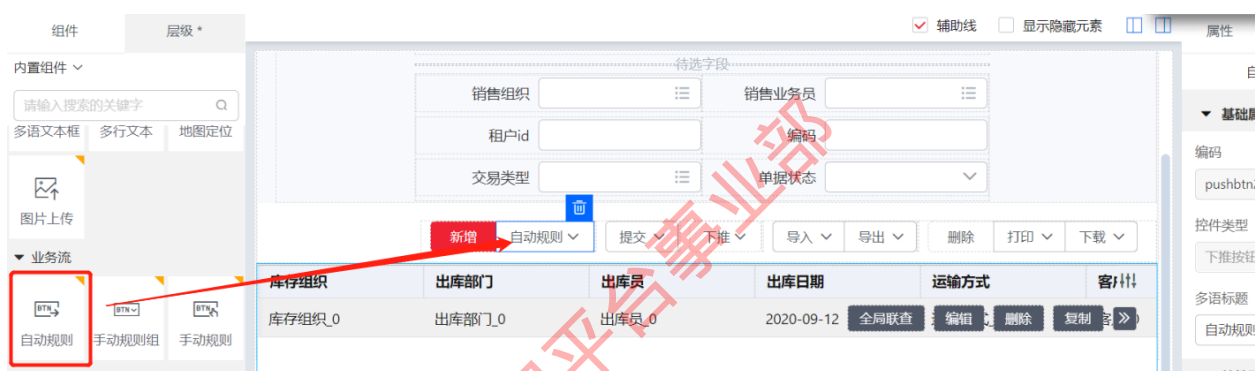 组件 层级 * 辅助线 显示隐藏元素 属性
内置组件
请输入搜索的关键字
多语文本框 多行文本 地图定位
图片上传
业务流
BTN BTN BTN
自动规则 手动规则组 手动规则
待选字段
销售组织 销售业务员
租户id 编码
交易类型 单据状态
新增 自动规则 提交 下推 导入 导出 删除 打印 下载
库存组织 出库部门 出库员 出库日期 运输方式
库存组织_0 出库部门_0 出库员_0 2020-09-12 全局联查 编辑 删除 复制
基础
编码
pushbtn
控件类型
下推按钮
多语标题
自动规则
平台事业部